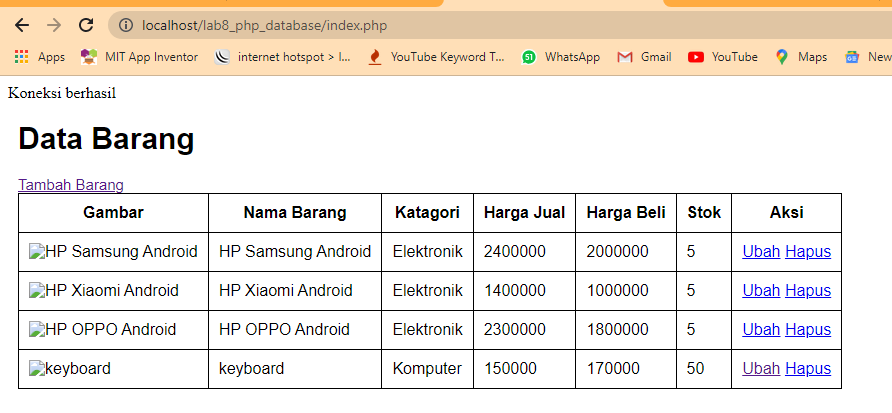 localhost/lab8_php_database/index.php
Apps MIT App Inventor internet hotspot > I... YouTube Keyword T... 51 WhatsApp Gmail YouTube Maps New
Koneksi berhasil
Data Barang
Tambah Barang
Gambar Nama Barang Katagori Harga Jual Harga Beli Stok Aksi
HP Samsung Android HP Samsung Android Elektronik 2400000 2000000 5 Ubah Hapus
HP Xiaomi Android HP Xiaomi Android Elektronik 1400000 1000000 5 Ubah Hapus
HP OPPO Android HP OPPO Android Elektronik 2300000 1800000 5 Ubah Hapus
keyboard keyboard Komputer 150000 170000 50 Ubah Hapus